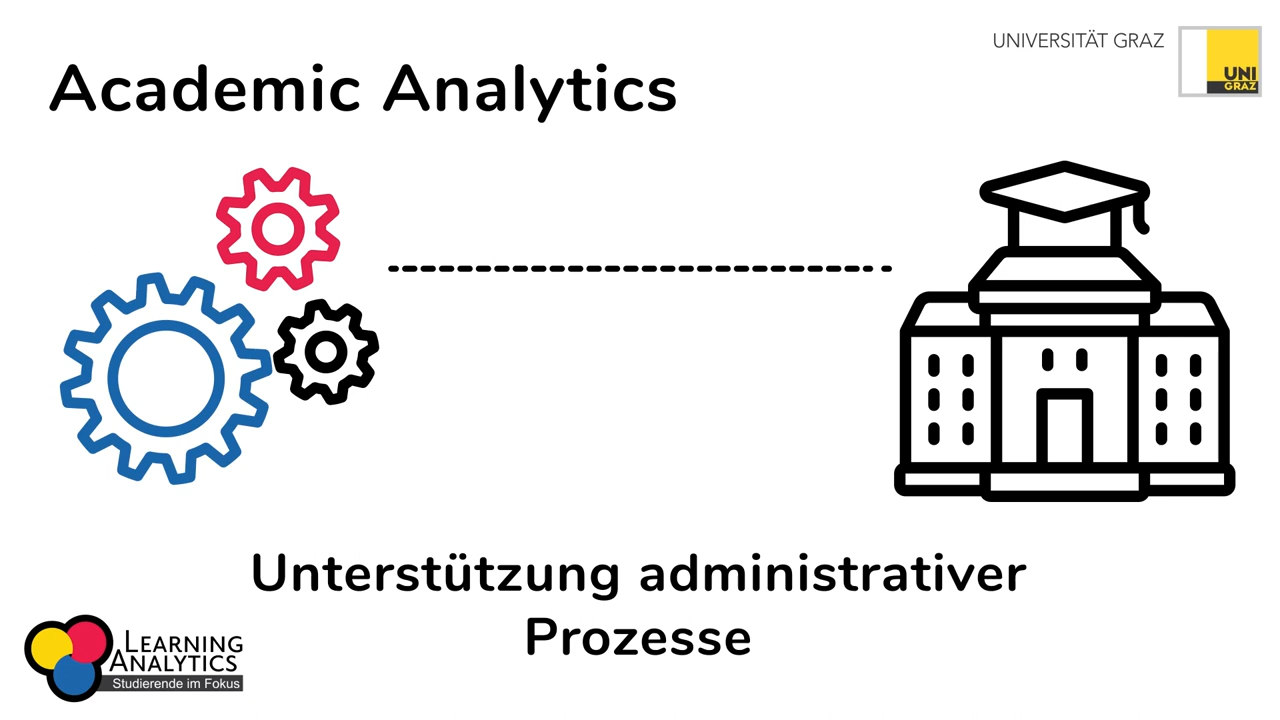 UNIVERSITÄT GRAZ
UNI
GRAZ
Academic Analytics
Unterstützung administrativer
Prozesse
LEARNING
ANALYTICS
Studierende im Fokus